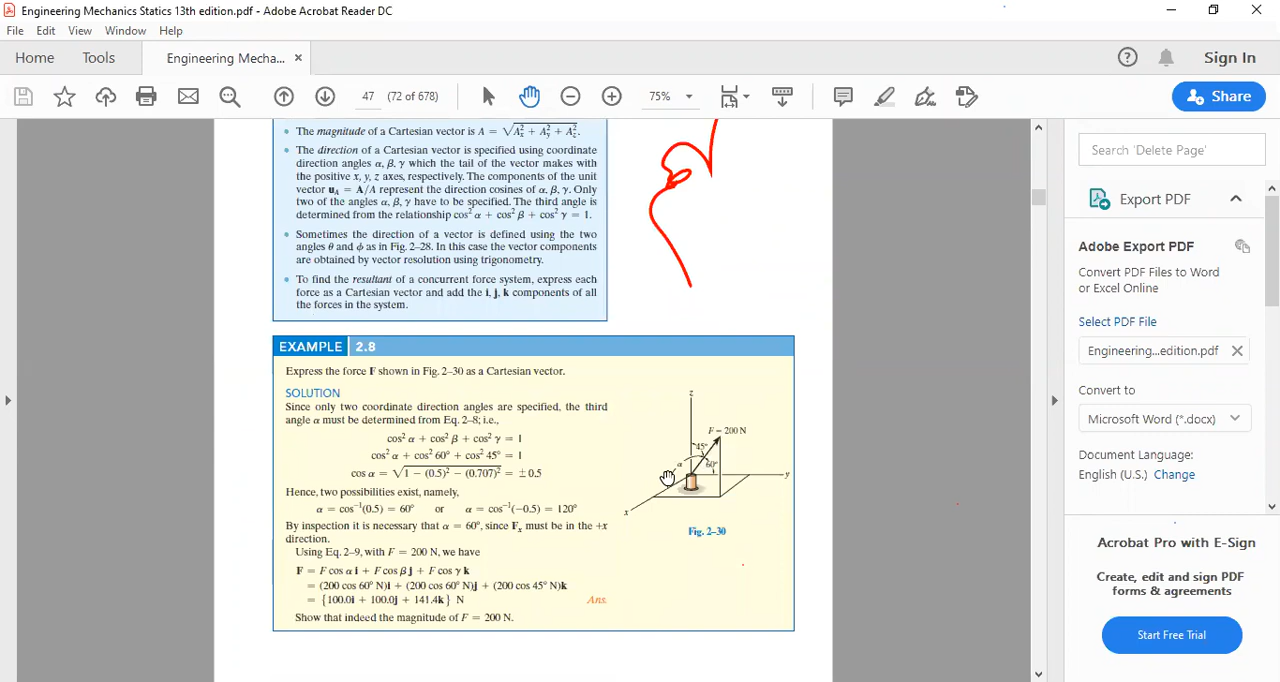 Engineering Mechanics Statics 13th edition.pdf - Adobe Acrobat Reader DC
File Edit View Window Help
Home Tools Engineering Mecha... ×
Sign In
47 (72 of 678) 75% Share
• The magnitude of a Cartesian vector is A = √A²ₓ + A²ᵧ + A²_z.
• The direction of a Cartesian vector is specified using coordinate
direction angles α, β, γ which the tail of the vector makes with
the positive x, y, z axes, respectively. The components of the unit
vector u_A = A/A represent the direction cosines of α, β, γ. Only
two of the angles α, β, γ have to be specified. The third angle is
determined from the relationship cos² α + cos² β + cos² γ = 1.
• Sometimes the direction of a vector is defined using the two
angles θ and ϕ as in Fig. 2–28. In this case the vector components
are obtained by vector resolution using trigonometry.
• To find the resultant of a concurrent force system, express each
force as a Cartesian vector and add the i, j, k components of all
the forces in the system.
EXAMPLE 2.8
Express the force F shown in Fig. 2–30 as a Cartesian vector.
SOLUTION
Since only two coordinate direction angles are specified, the third
angle α must be determined from Eq. 2–8; i.e.,
cos² α + cos² β + cos² γ = 1
cos² α + cos² 60° + cos² 45° = 1
cos α = √1 − (0.5)² − (0.707)² = ±0.5
Hence, two possibilities exist, namely,
α = cos⁻¹(0.5) = 60° or α = cos⁻¹(−0.5) = 120°
By inspection it is necessary that α = 60°, since Fₓ must be in the +x
direction.
Using Eq. 2–9, with F = 200 N, we have
F = F cos α i + F cos β j + F cos γ k
= (200 cos 60° N)i + (200 cos 60° N)j + (200 cos 45° N)k
= {100.0i + 100.0j + 141.4k} N Ans.
Show that indeed the magnitude of F = 200 N.
z
F = 200 N
45°
α
60°
y
x
Fig. 2–30
Search 'Delete Page'
Export PDF
Adobe Export PDF
Convert PDF Files to Word
or Excel Online
Select PDF File
Engineering...edition.pdf
Convert to
Microsoft Word (*.docx)
Document Language:
English (U.S.) Change
Acrobat Pro with E-Sign
Create, edit and sign PDF
forms & agreements
Start Free Trial